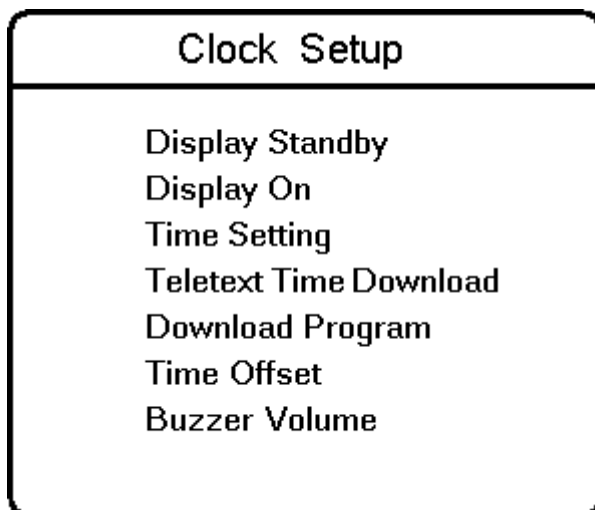 Clock Setup
Display Standby
Display On
Time Setting
Teletext Time Download
Download Program
Time Offset
Buzzer Volume